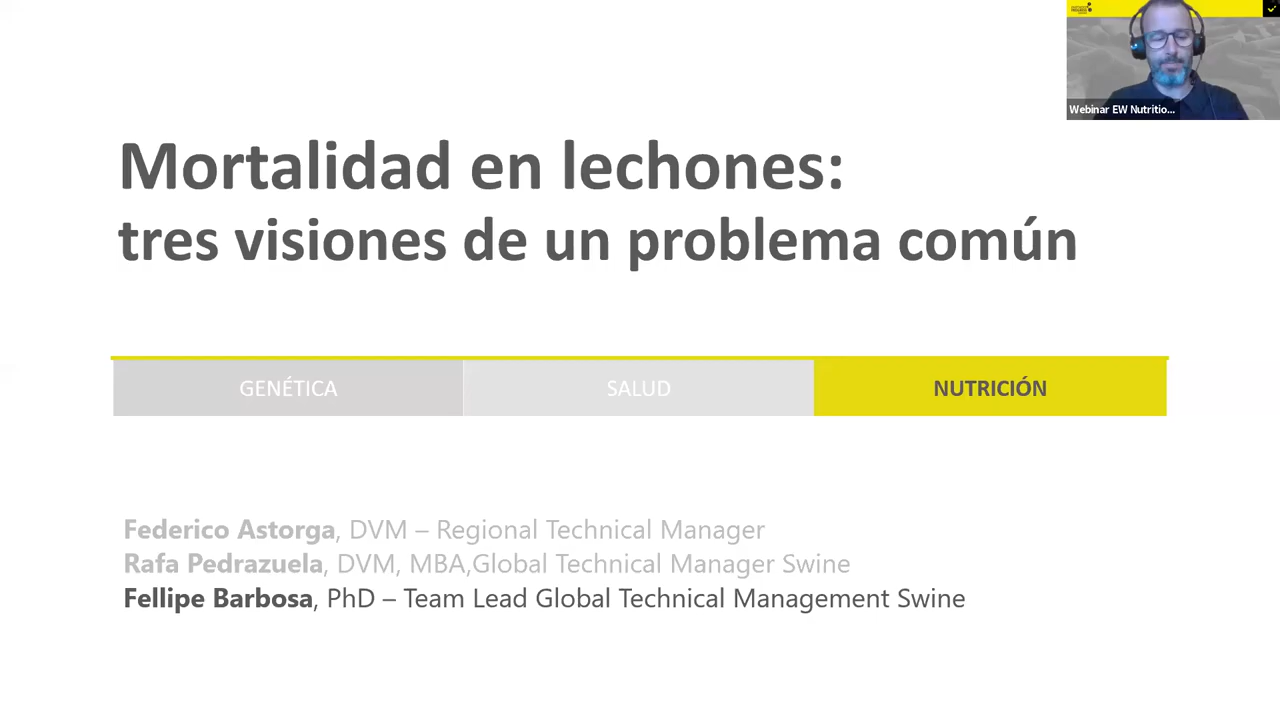 Webinar EW Nutritio...
Mortalidad en lechones:
tres visiones de un problema común
GENÉTICA
SALUD
NUTRICIÓN
Federico Astorga, DVM – Regional Technical Manager
Rafa Pedrazuela, DVM, MBA,Global Technical Manager Swine
Fellipe Barbosa, PhD – Team Lead Global Technical Management Swine